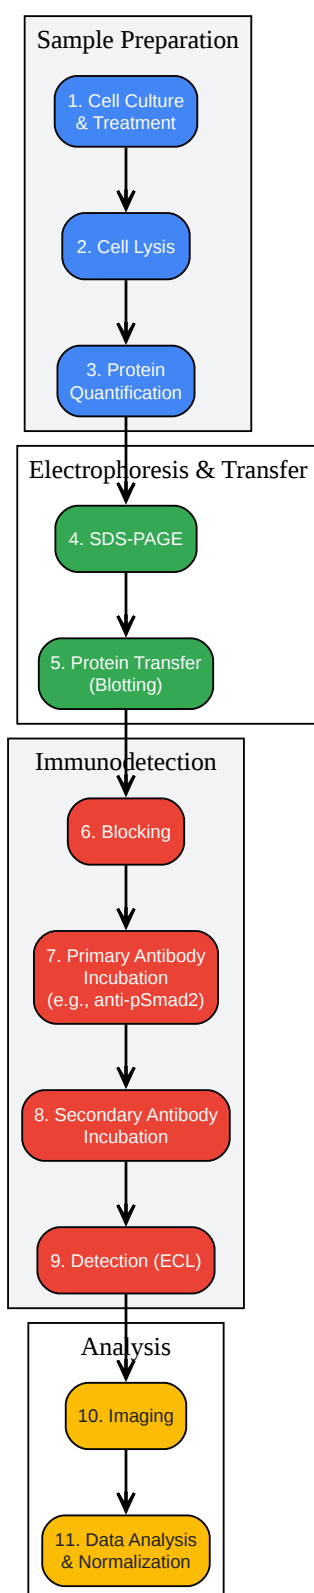 Sample Preparation
1. Cell Culture
& Treatment
2. Cell Lysis
3. Protein
Quantification
Electrophoresis & Transfer
4. SDS-PAGE
5. Protein Transfer
(Blotting)
Immunodetection
6. Blocking
7. Primary Antibody
Incubation
(e.g., anti-pSmad2)
8. Secondary Antibody
Incubation
9. Detection (ECL)
Analysis
10. Imaging
11. Data Analysis
& Normalization